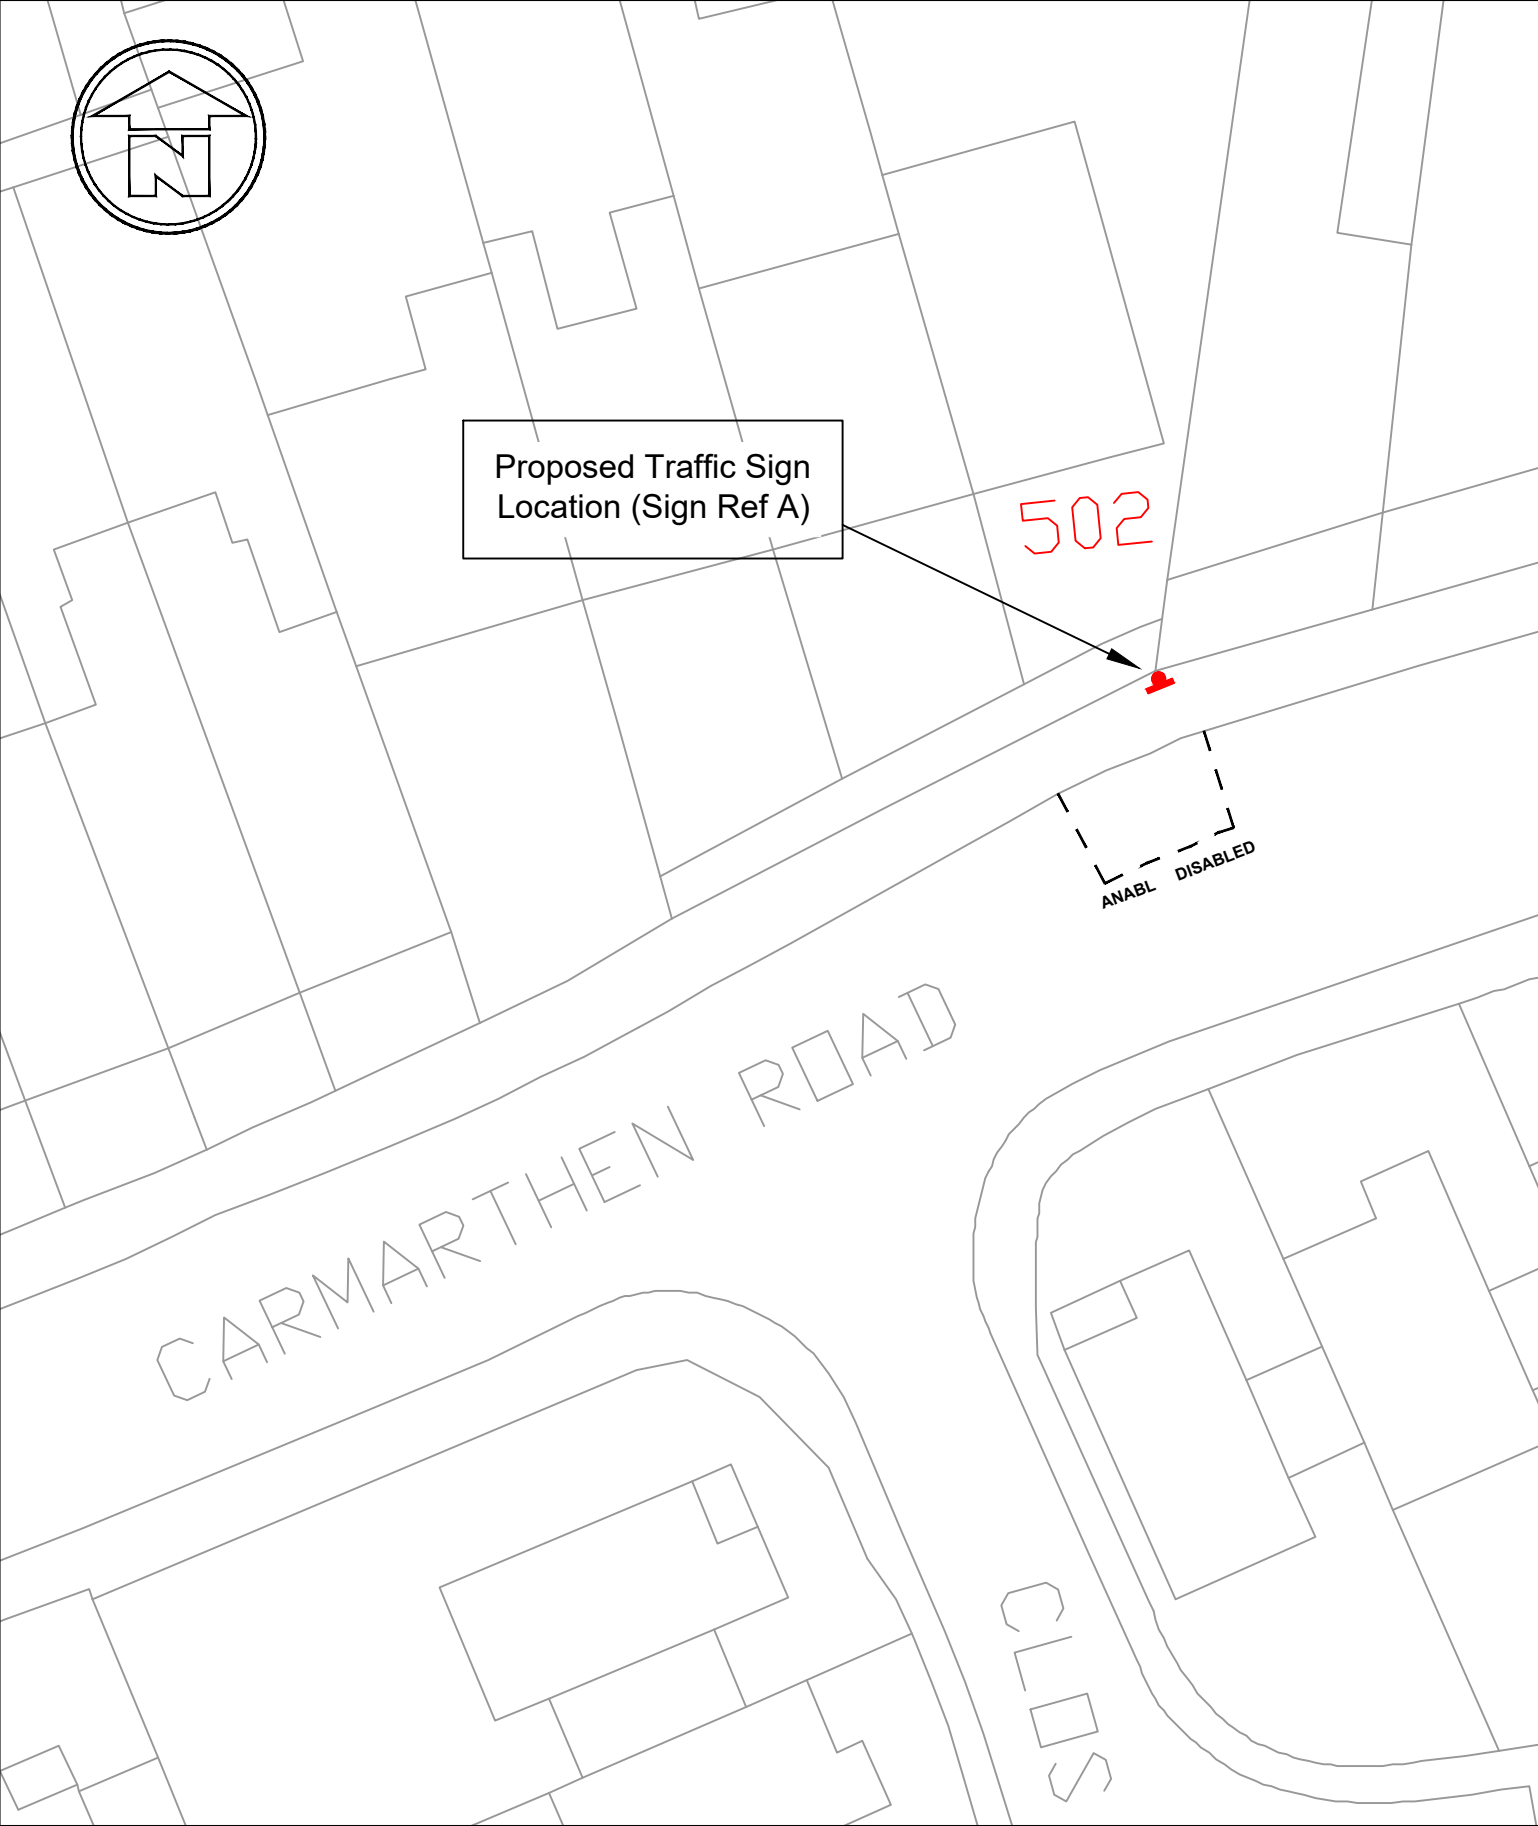 N
Proposed Traffic Sign
Location (Sign Ref A)
502
ANABL DISABLED
CARMARTHEN ROAD
CLOS